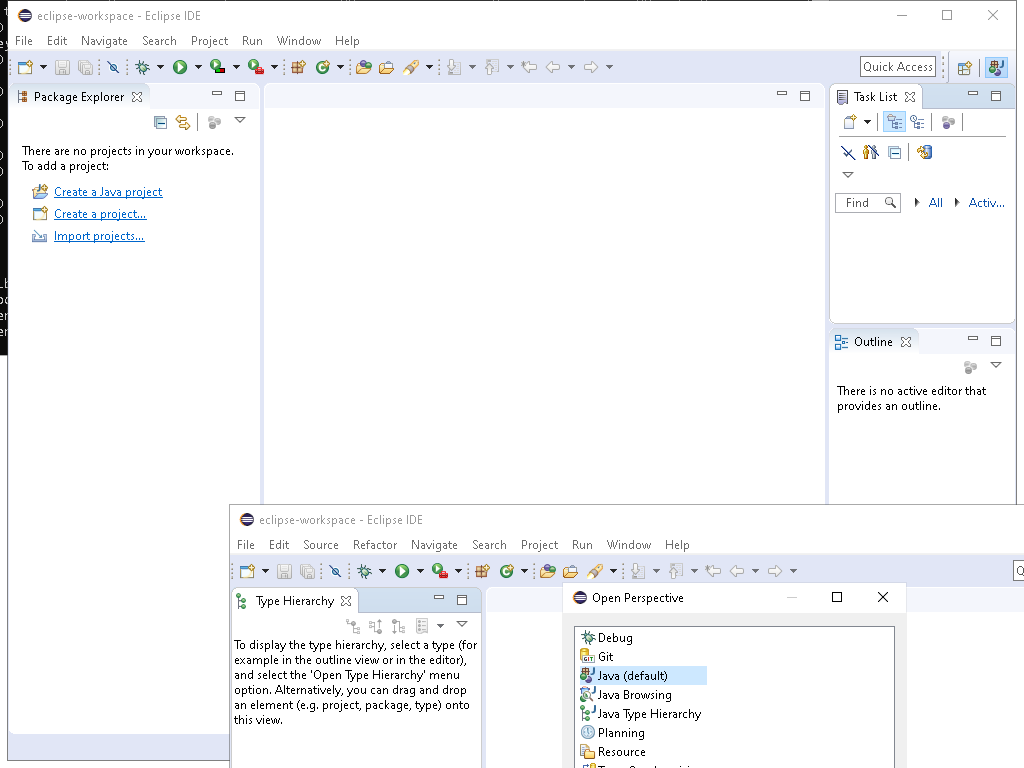 eclipse-workspace - Eclipse IDE
File Edit Navigate Search Project Run Window Help
Quick Access
Package Explorer
There are no projects in your workspace.
To add a project:
Create a Java project
Create a project...
Import projects...
Task List
Find All Activ...
Outline
There is no active editor that
provides an outline.
eclipse-workspace - Eclipse IDE
File Edit Source Refactor Navigate Search Project Run Window Help
Type Hierarchy
To display the type hierarchy, select a type (for
example in the outline view or in the editor),
and select the 'Open Type Hierarchy' menu
option. Alternatively, you can drag and drop
an element (e.g. project, package, type) onto
this view.
Open Perspective
Debug
Git
Java (default)
Java Browsing
Java Type Hierarchy
Planning
Resource